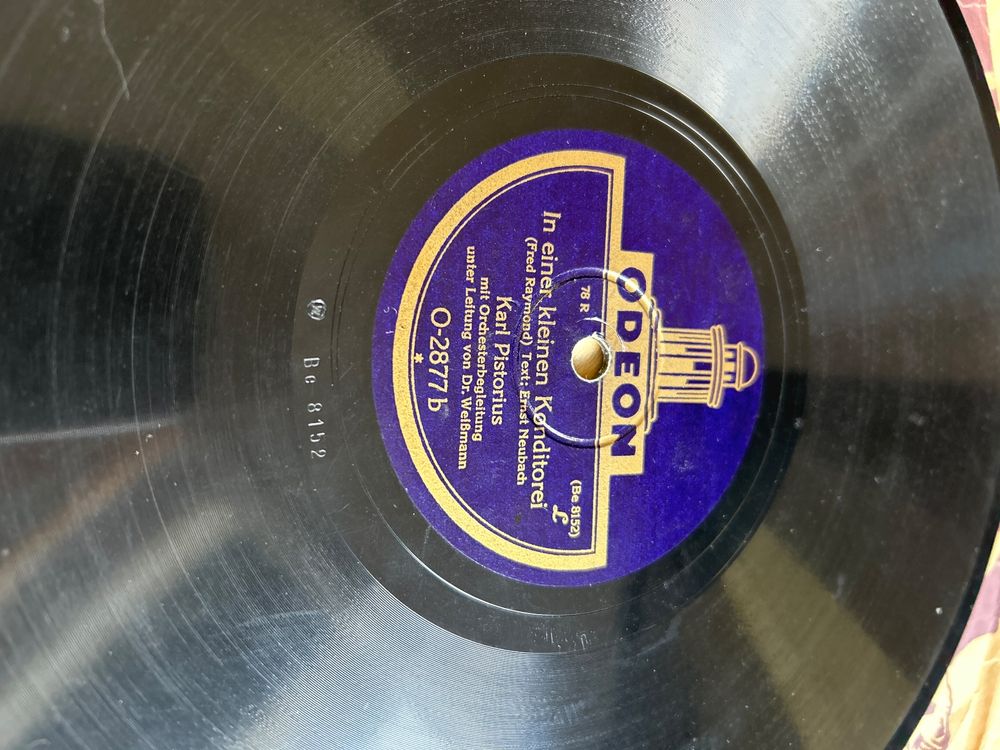 ODEON
78 R
(Be 8152)
L
In einer kleinen Konditorei
(Fred Raymond) Text: Ernst Neubach
Karl Pistorius
mit Orchesterbegleitung
unter Leitung von Dr. Weißmann
O-2877b
*
Be 8152